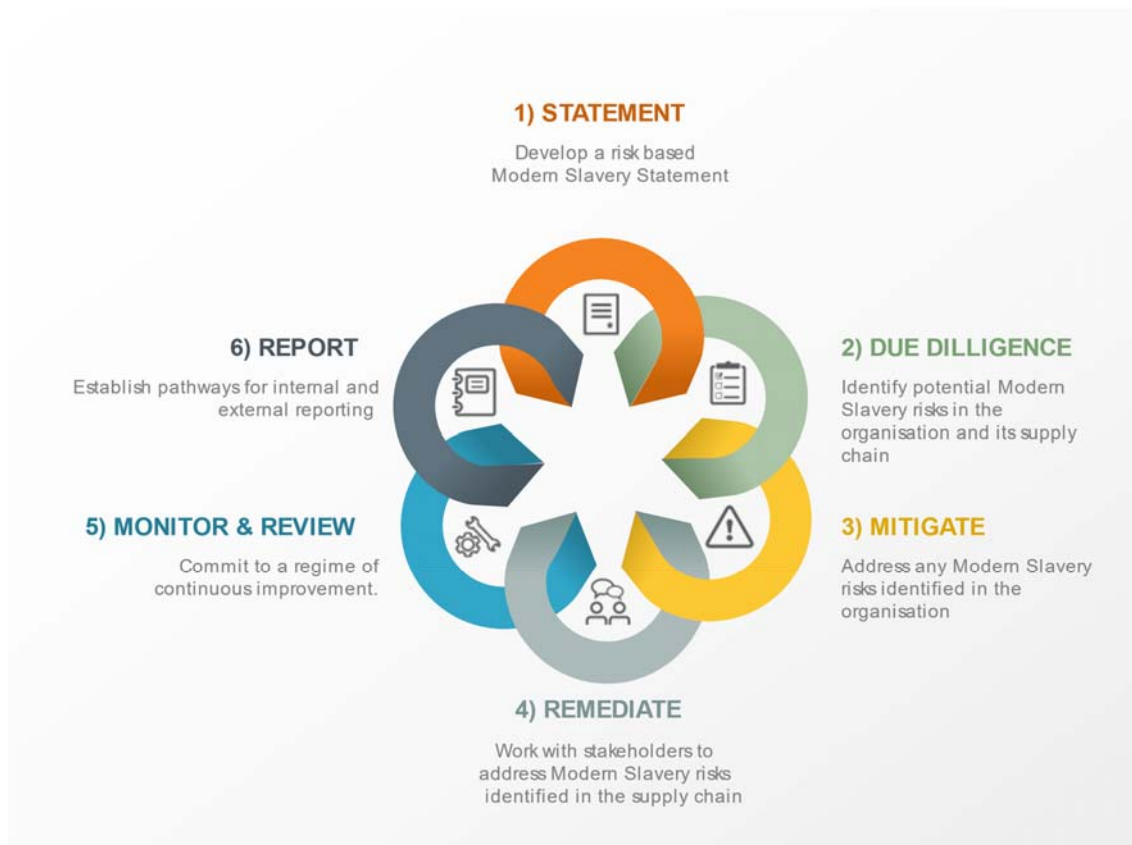 1) STATEMENT
Develop a risk based
Modern Slavery Statement
2) DUE DILLIGENCE
Identify potential Modern
Slavery risks in the
organisation and its supply
chain
3) MITIGATE
Address any Modern Slavery
risks identified in the
organisation
4) REMEDIATE
Work with stakeholders to
address Modern Slavery risks
identified in the supply chain
5) MONITOR & REVIEW
Commit to a regime of
continuous improvement.
6) REPORT
Establish pathways for internal and
external reporting